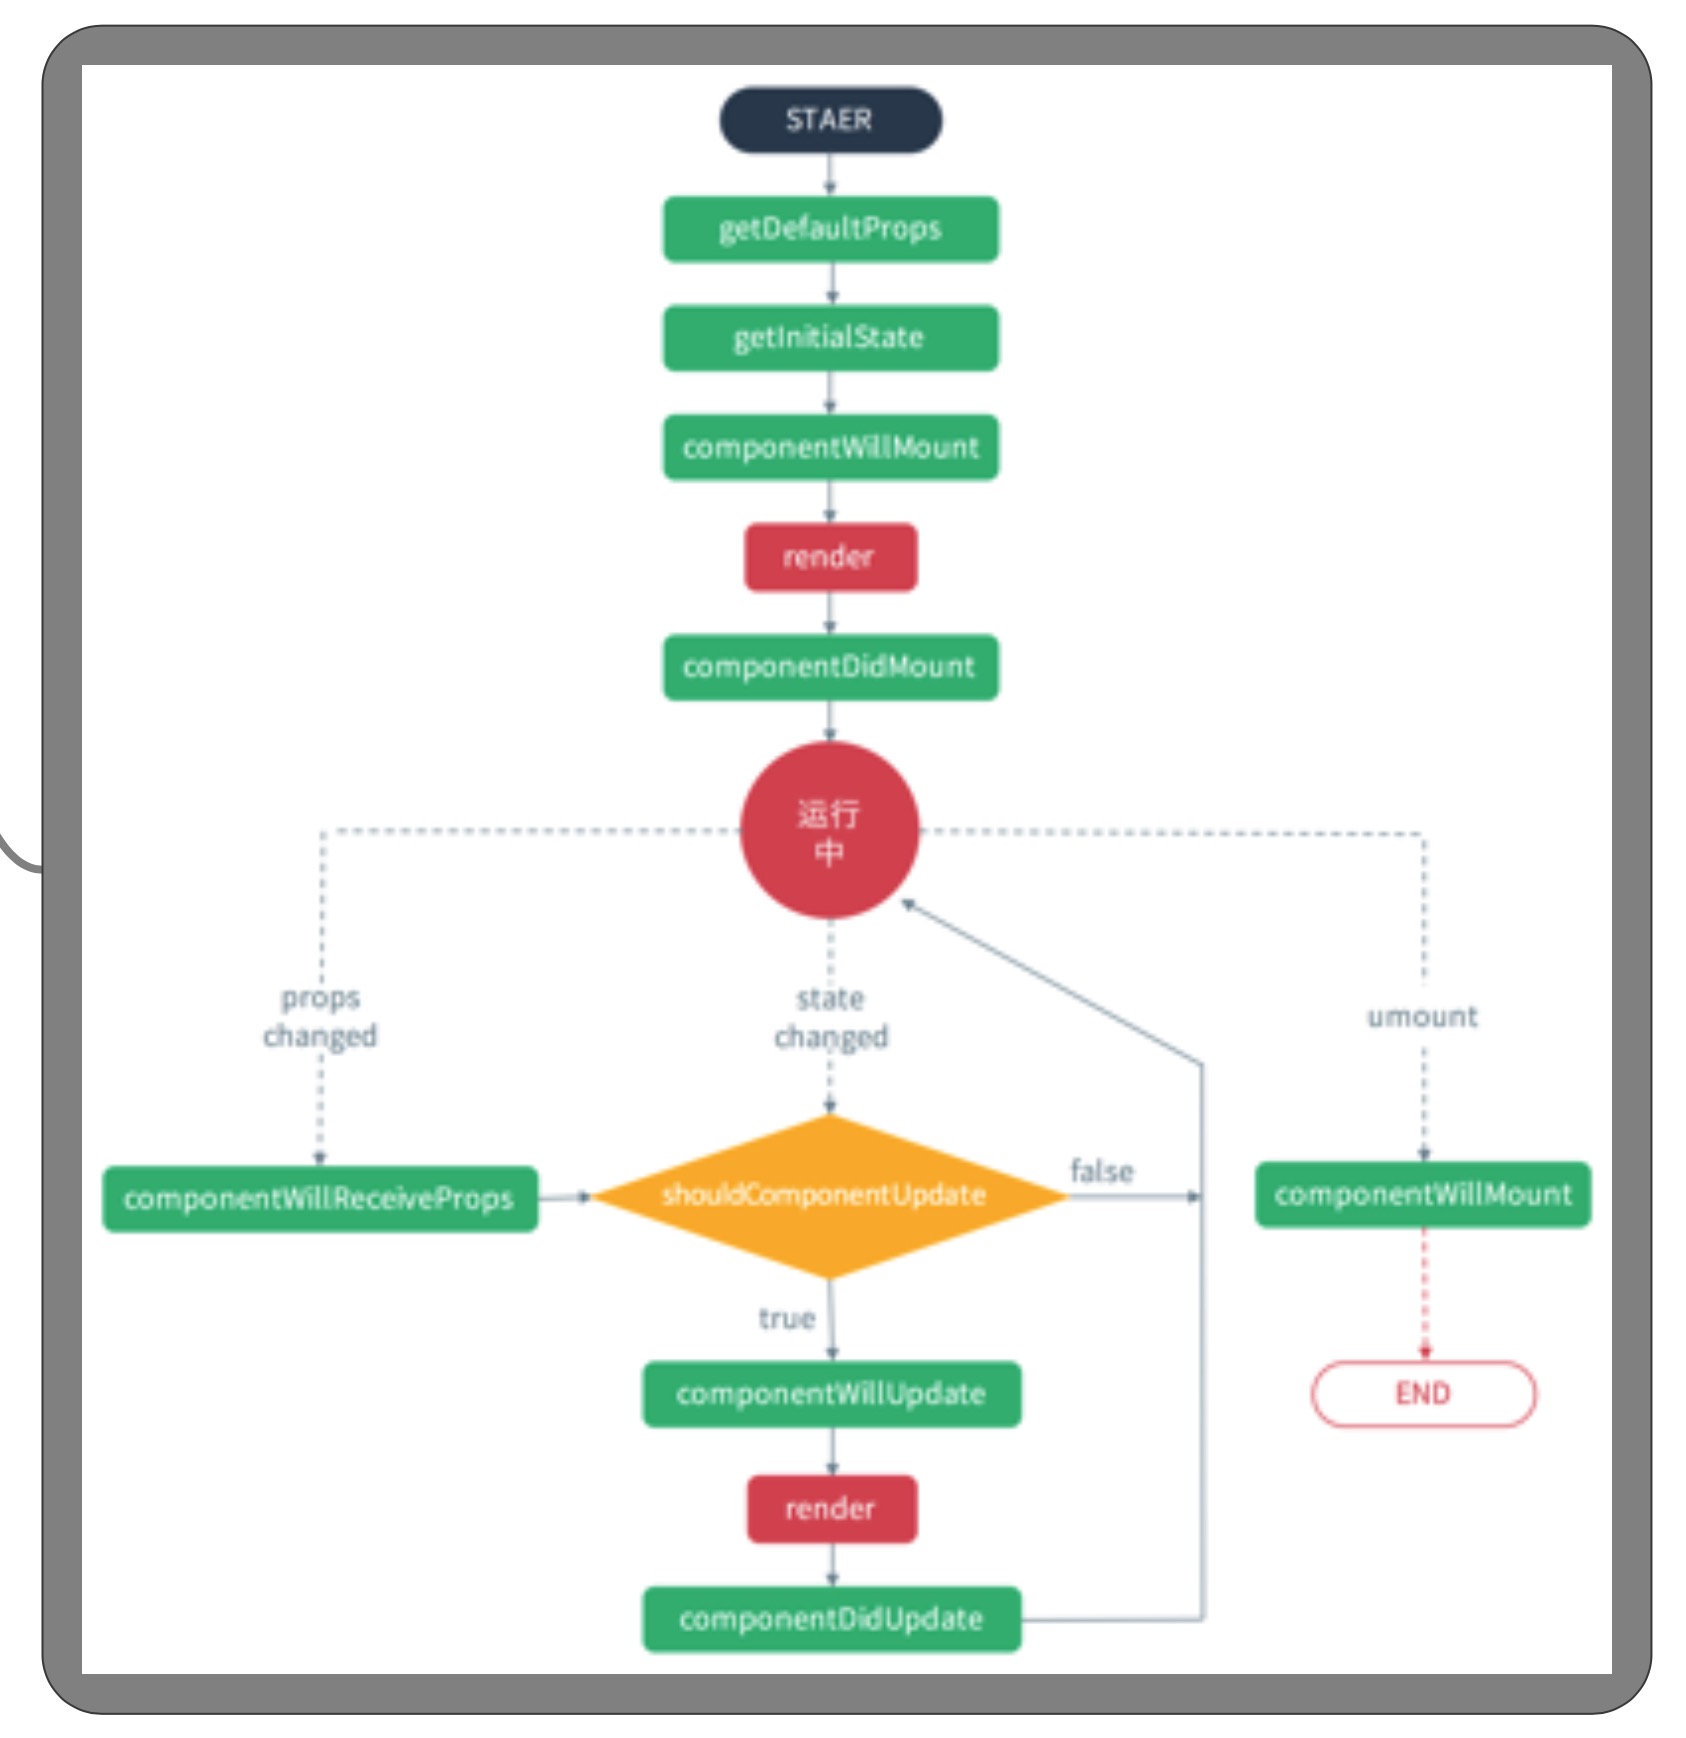 STAER
getDefaultProps
getInitialState
componentWillMount
render
componentDidMount
运行
中
props
changed
state
changed
umount
componentWillReceiveProps
shouldComponentUpdate
false
componentWillMount
true
componentWillUpdate
END
render
componentDidUpdate